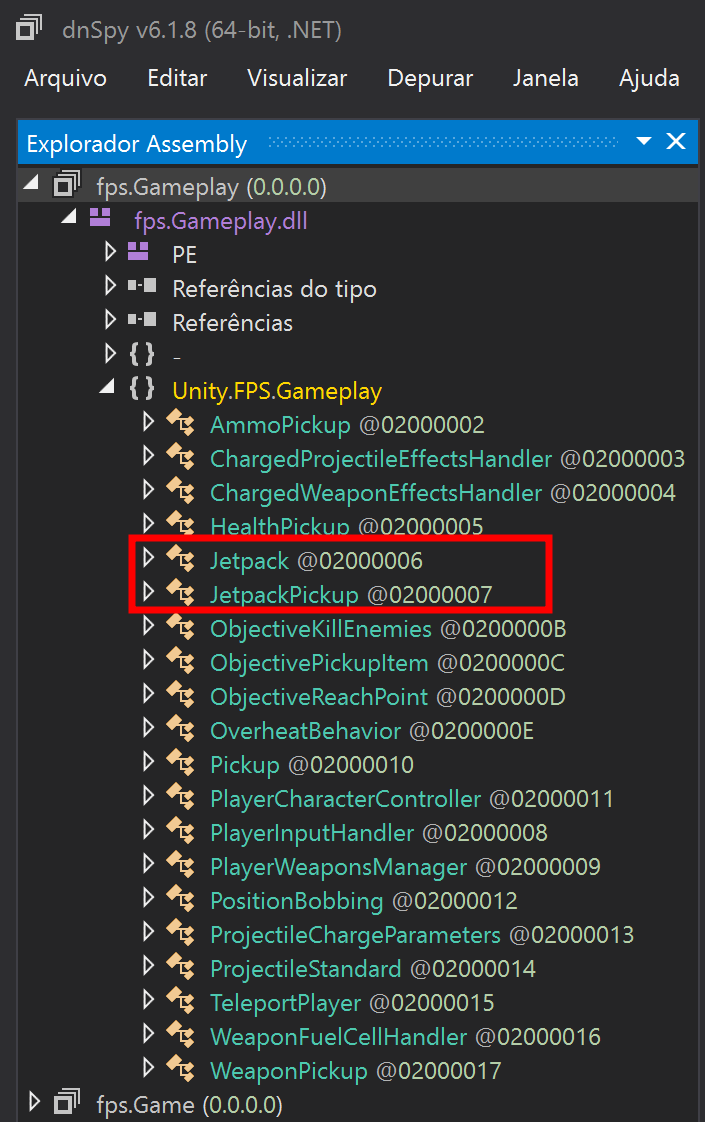 dnSpy v6.1.8 (64-bit, .NET)
Arquivo Editar Visualizar Depurar Janela Ajuda
Explorador Assembly
fps.Gameplay (0.0.0.0)
fps.Gameplay.dll
PE
Referências do tipo
Referências
{ } -
{ } Unity.FPS.Gameplay
AmmoPickup @02000002
ChargedProjectileEffectsHandler @02000003
ChargedWeaponEffectsHandler @02000004
HealthPickup @02000005
Jetpack @02000006
JetpackPickup @02000007
ObjectiveKillEnemies @0200000B
ObjectivePickupItem @0200000C
ObjectiveReachPoint @0200000D
OverheatBehavior @0200000E
Pickup @02000010
PlayerCharacterController @02000011
PlayerInputHandler @02000008
PlayerWeaponsManager @02000009
PositionBobbing @02000012
ProjectileChargeParameters @02000013
ProjectileStandard @02000014
TeleportPlayer @02000015
WeaponFuelCellHandler @02000016
WeaponPickup @02000017
fps.Game (0.0.0.0)